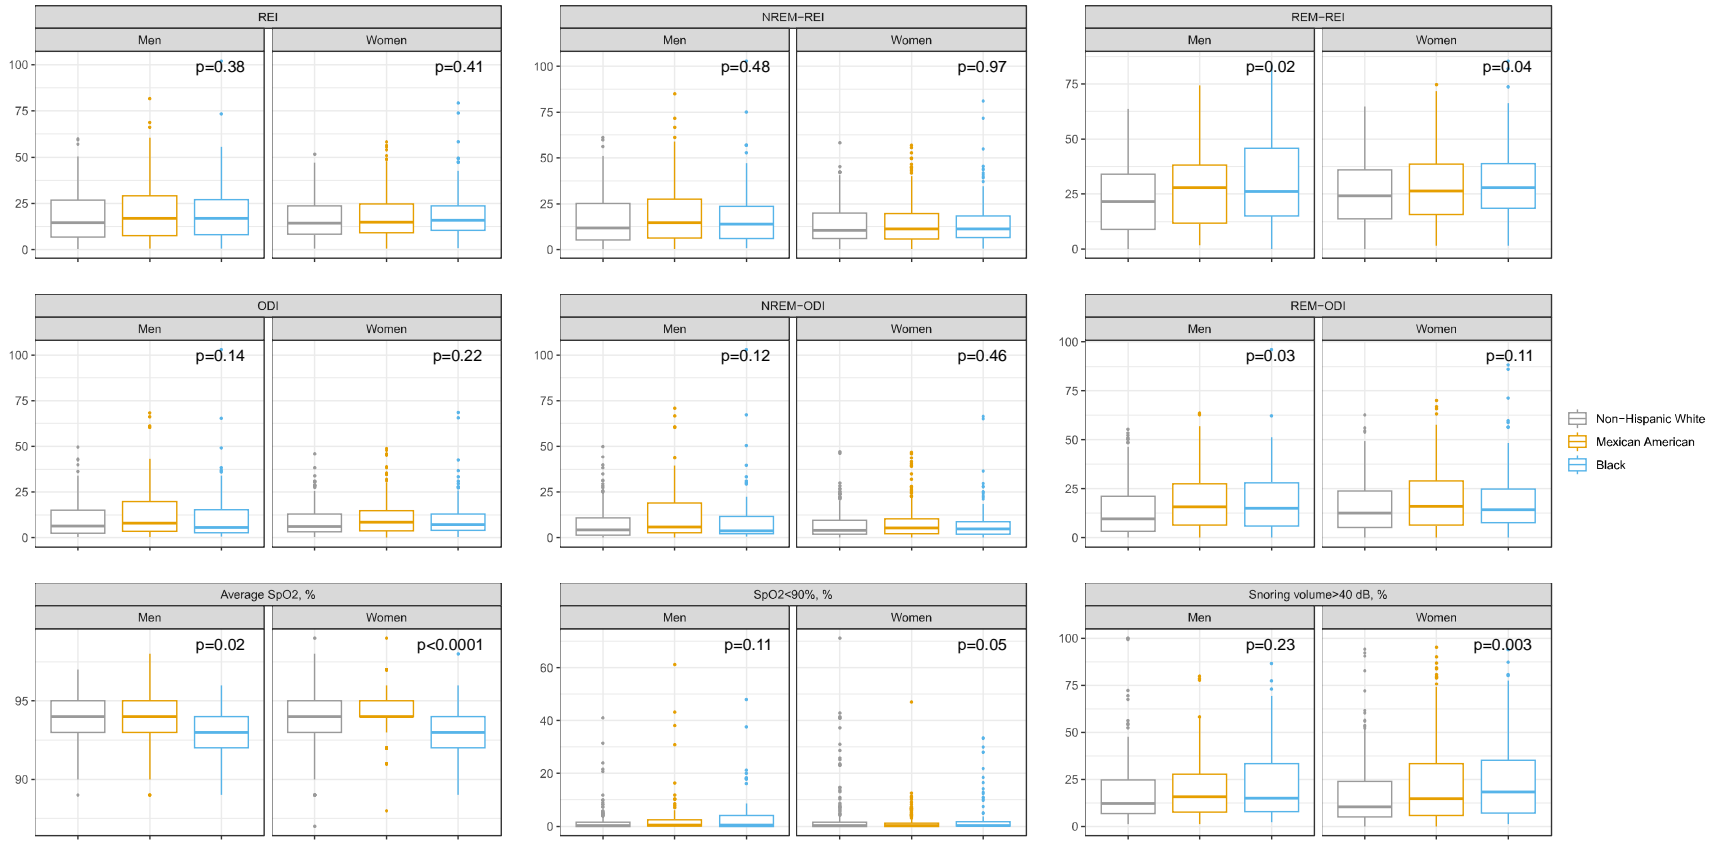 REI
NREM−REI
REM−REI
Men
Women
Men
Women
Men
Women
p=0.38
p=0.41
p=0.48
p=0.97
p=0.02
p=0.04
100
75
50
25
0
100
75
50
25
0
75
50
25
0
ODI
NREM−ODI
REM−ODI
Men
Women
Men
Women
Men
Women
p=0.14
p=0.22
p=0.12
p=0.46
p=0.03
p=0.11
100
75
50
25
0
100
75
50
25
0
100
75
50
25
0
Non−Hispanic White
Mexican American
Black
Average SpO2, %
SpO2<90%, %
Snoring volume>40 dB, %
Men
Women
Men
Women
Men
Women
p=0.02
p<0.0001
p=0.11
p=0.05
p=0.23
p=0.003
95
90
60
40
20
0
100
75
50
25
0